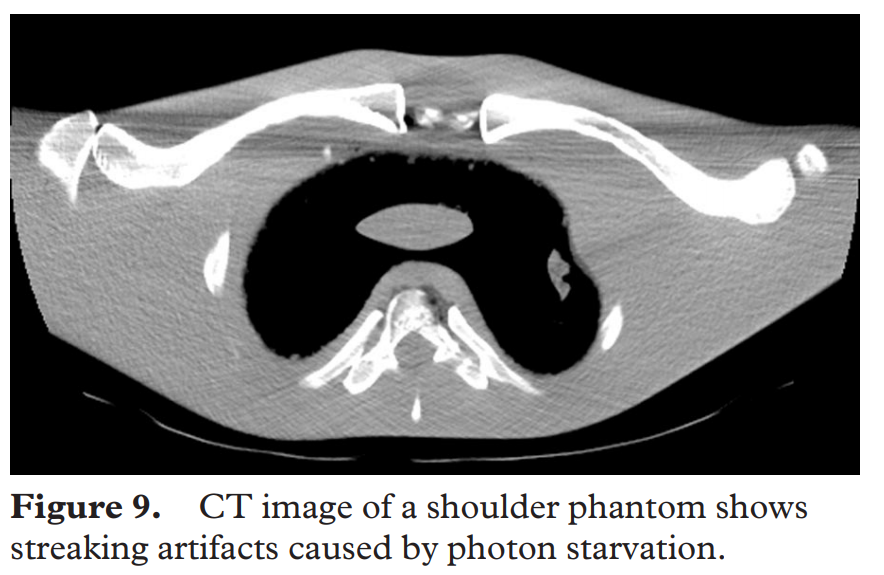 Figure 9. CT image of a shoulder phantom shows
streaking artifacts caused by photon starvation.